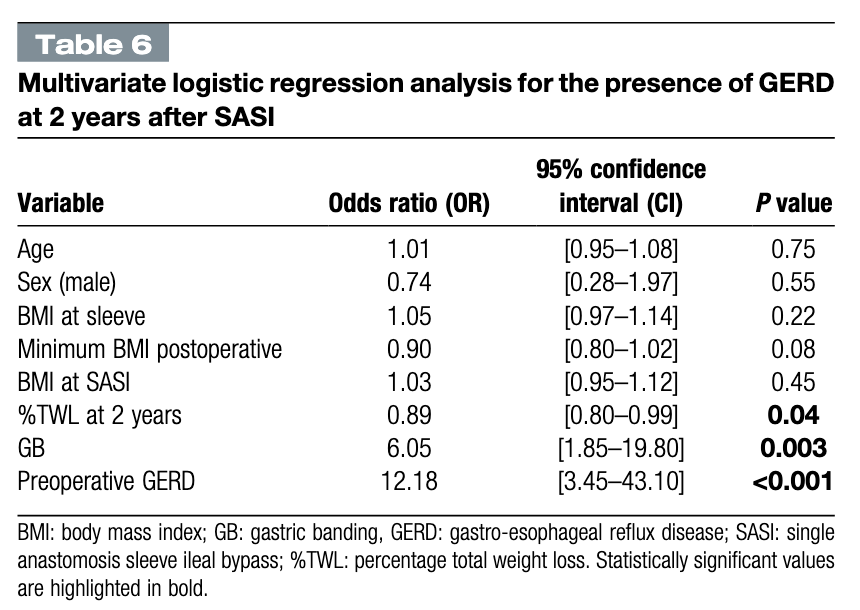 Table 6
Multivariate logistic regression analysis for the presence of GERD
at 2 years after SASI
95% confidence
Variable Odds ratio (OR) interval (CI) P value
Age 1.01 [0.95–1.08] 0.75
Sex (male) 0.74 [0.28–1.97] 0.55
BMI at sleeve 1.05 [0.97–1.14] 0.22
Minimum BMI postoperative 0.90 [0.80–1.02] 0.08
BMI at SASI 1.03 [0.95–1.12] 0.45
%TWL at 2 years 0.89 [0.80–0.99] 0.04
GB 6.05 [1.85–19.80] 0.003
Preoperative GERD 12.18 [3.45–43.10] <0.001
BMI: body mass index; GB: gastric banding, GERD: gastro-esophageal reflux disease; SASI: single
anastomosis sleeve ileal bypass; %TWL: percentage total weight loss. Statistically significant values
are highlighted in bold.